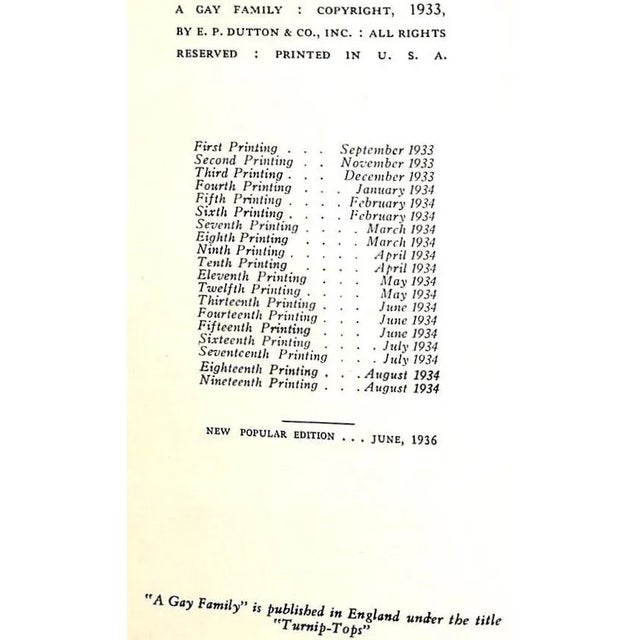 A GAY FAMILY : COPYRIGHT, 1933,
BY E. P. DUTTON & CO., INC. : ALL RIGHTS
RESERVED : PRINTED IN U. S. A.
First Printing . . . September 1933
Second Printing . . November 1933
Third Printing . . . December 1933
Fourth Printing . . . January 1934
Fifth Printing . . . . February 1934
Sixth Printing . . . . February 1934
Seventh Printing . . . . March 1934
Eighth Printing . . . . March 1934
Ninth Printing . . . . . April 1934
Tenth Printing . . . . April 1934
Eleventh Printing . . . . May 1934
Twelfth Printing . . . . May 1934
Thirteenth Printing . . . June 1934
Fourteenth Printing . . . June 1934
Fifteenth Printing . . . June 1934
Sixteenth Printing . . . . July 1934
Seventeenth Printing . . . July 1934
Eighteenth Printing . . . August 1934
Nineteenth Printing . . . August 1934
NEW POPULAR EDITION . . . JUNE, 1936
"A Gay Family" is published in England under the title
"Turnip-Tops"